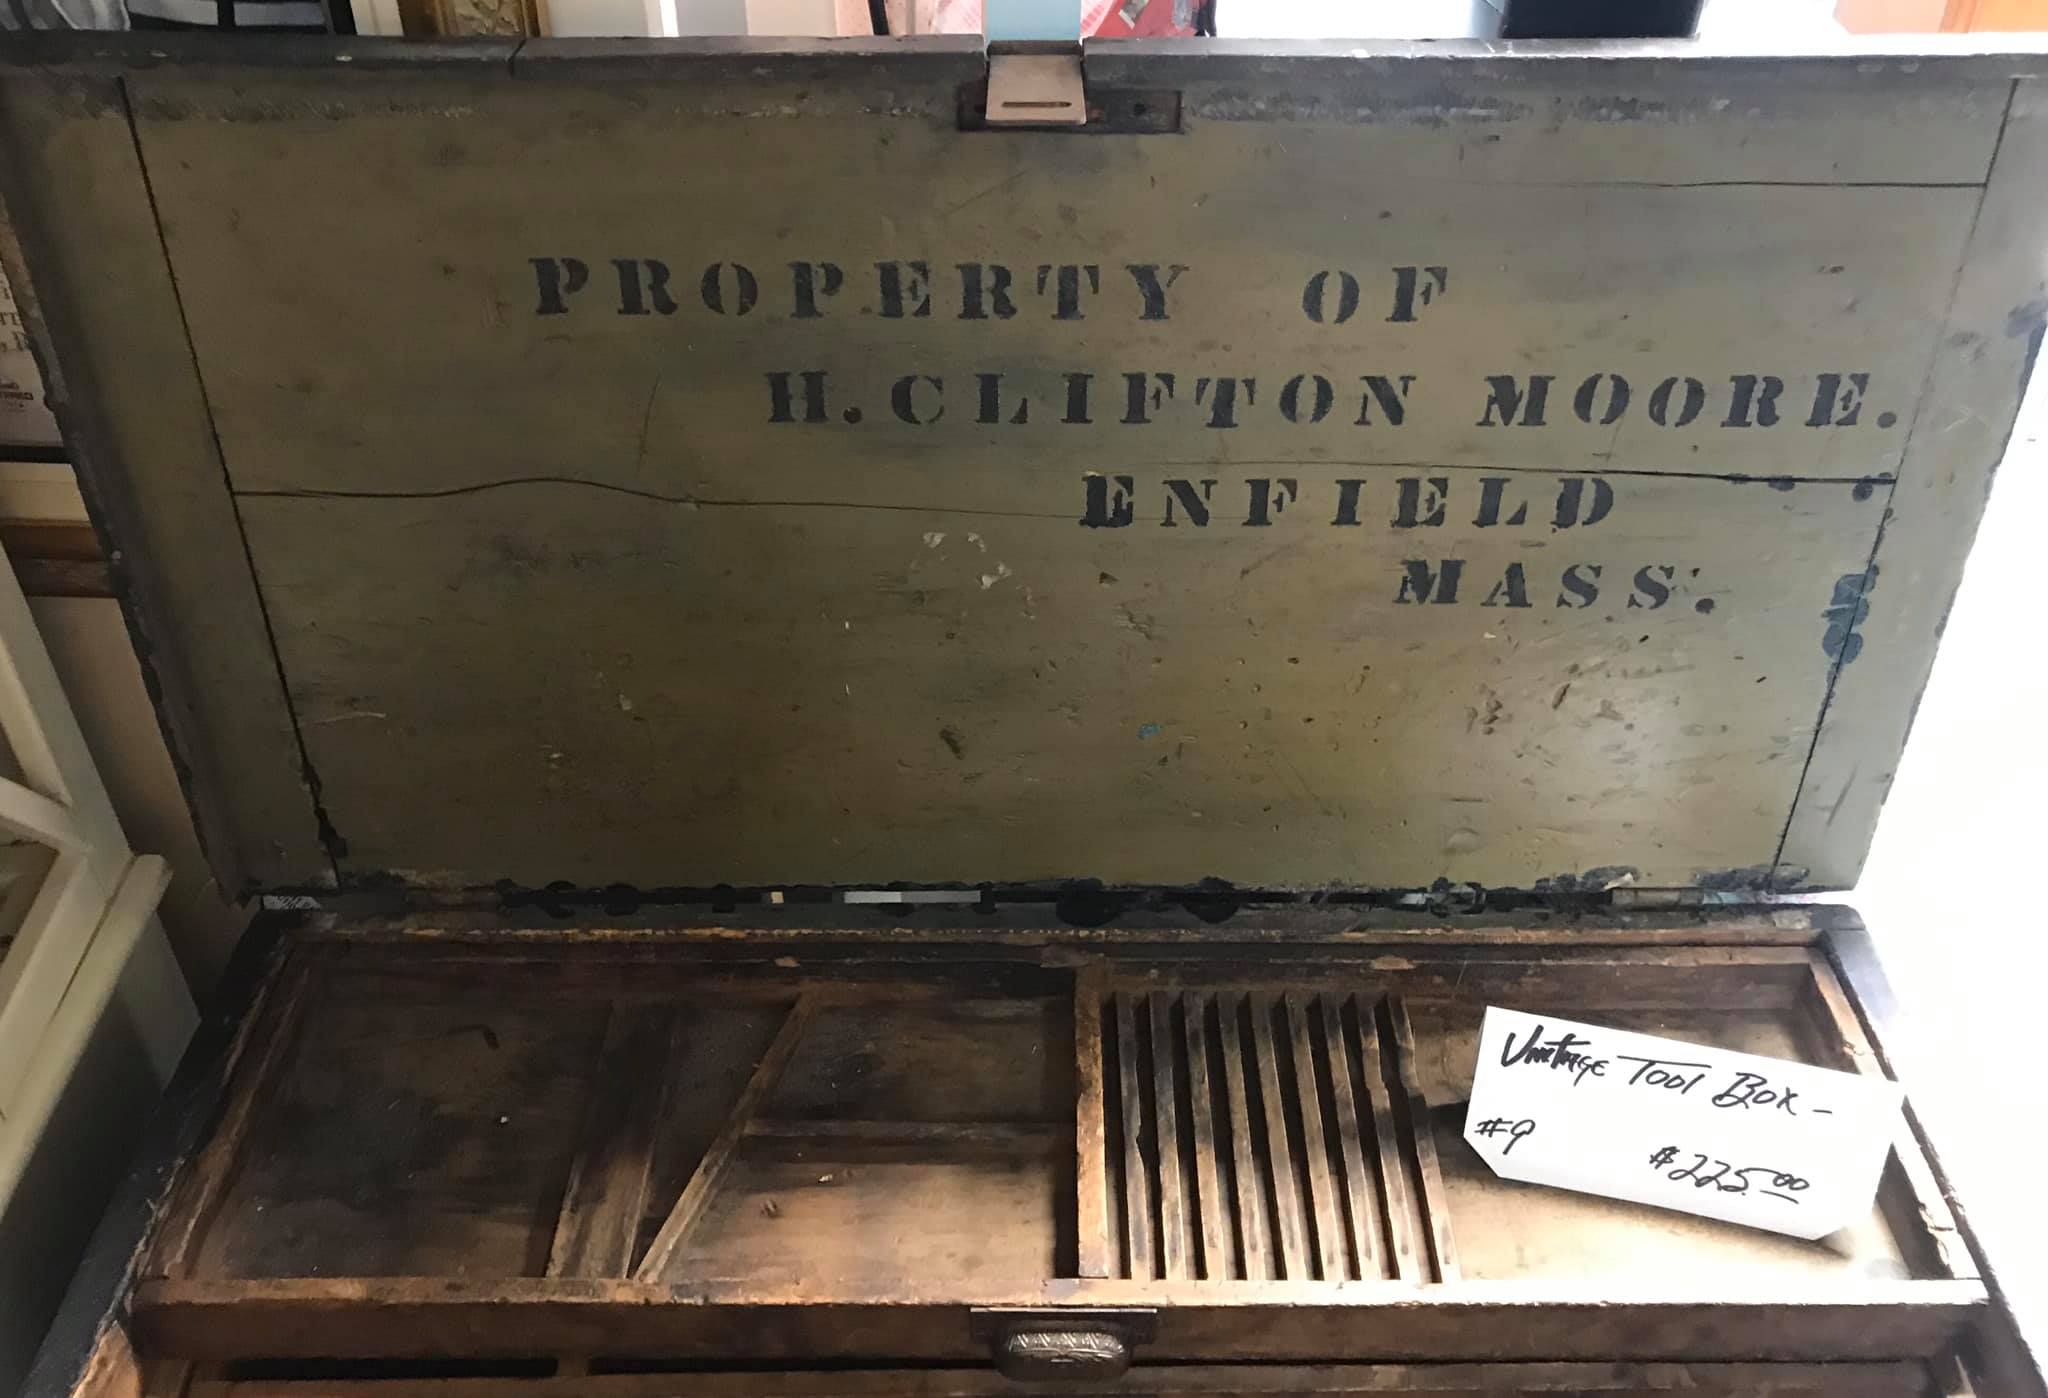 PROPERTY OF
H. CLIFTON MOORE.
ENFIELD
MASS.
Vintage Tool Box -
#9
$225.00